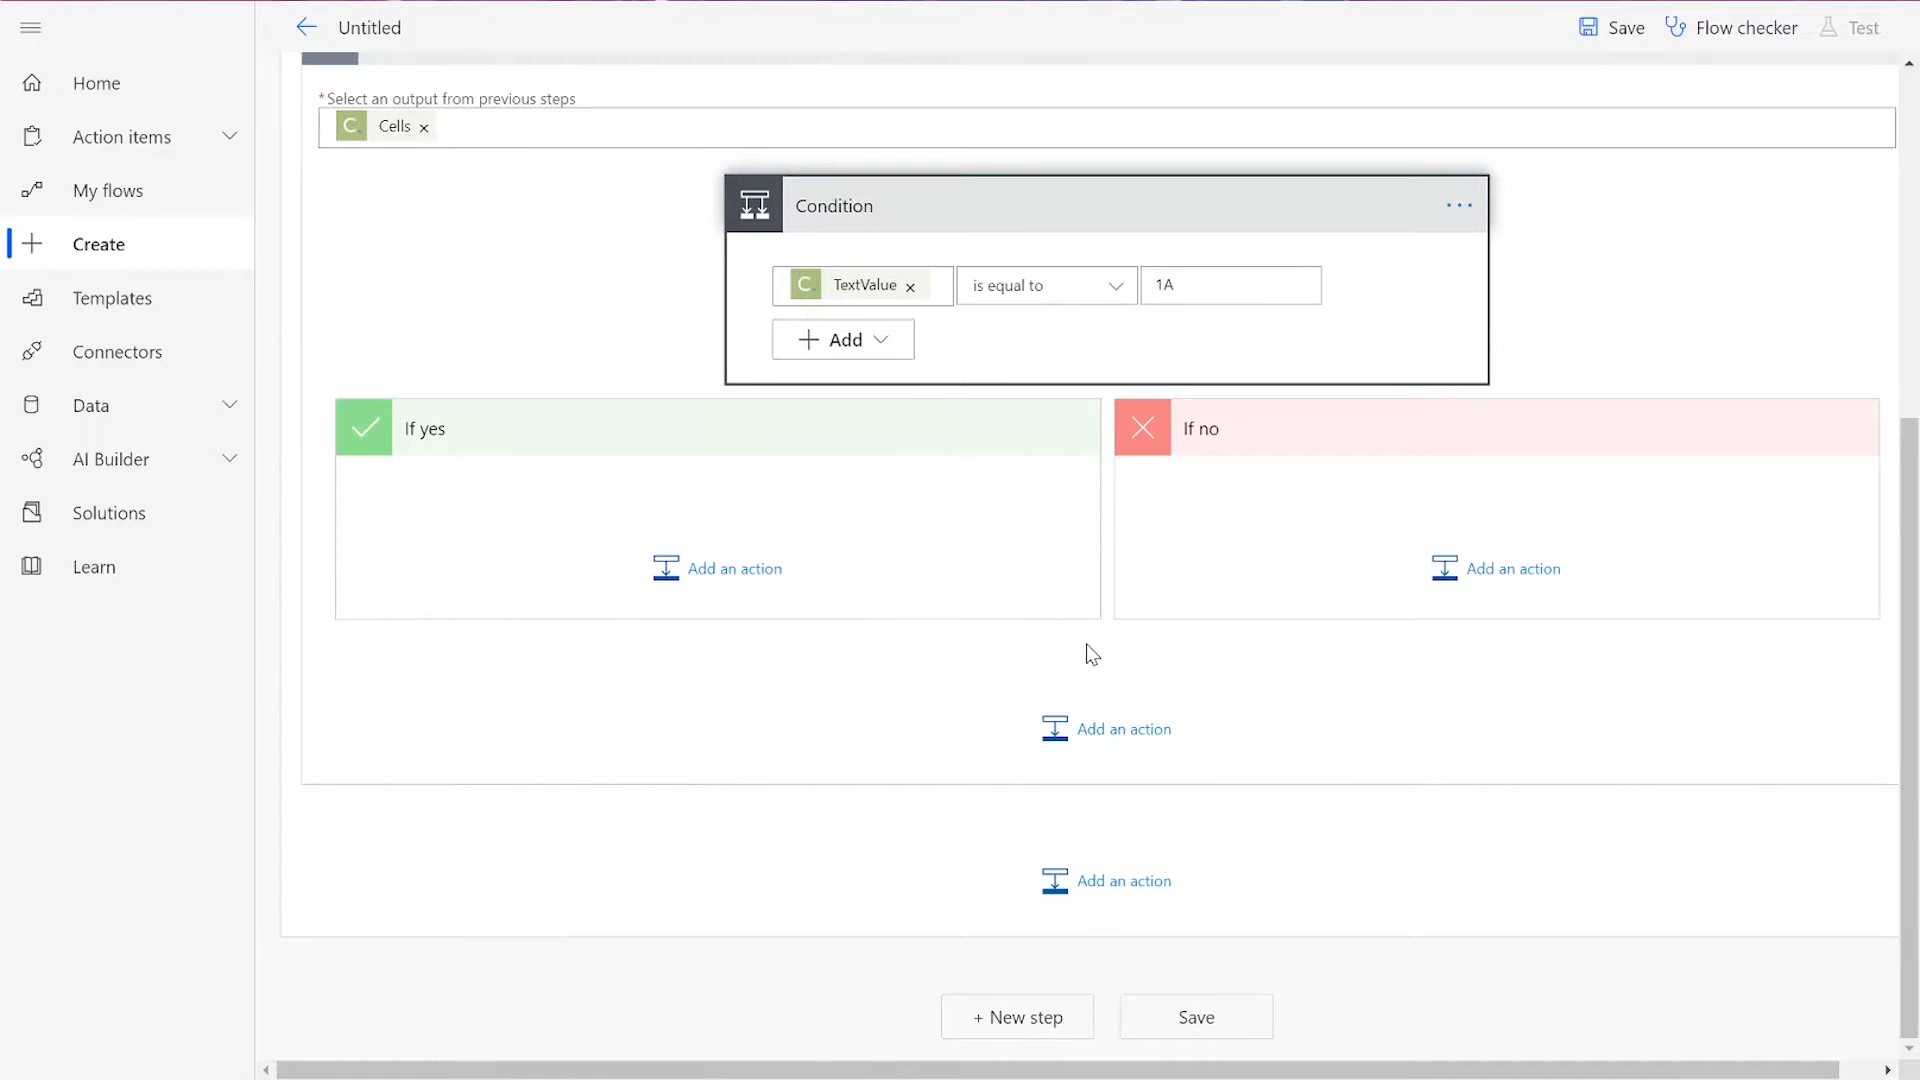 Untitled
Save
Flow checker
Test
Home
Action items
My flows
Create
Templates
Connectors
Data
AI Builder
Solutions
Learn
*Select an output from previous steps
C Cells ×
Condition
C TextValue × is equal to 1A
+ Add
If yes
If no
Add an action
Add an action
Add an action
Add an action
+ New step
Save